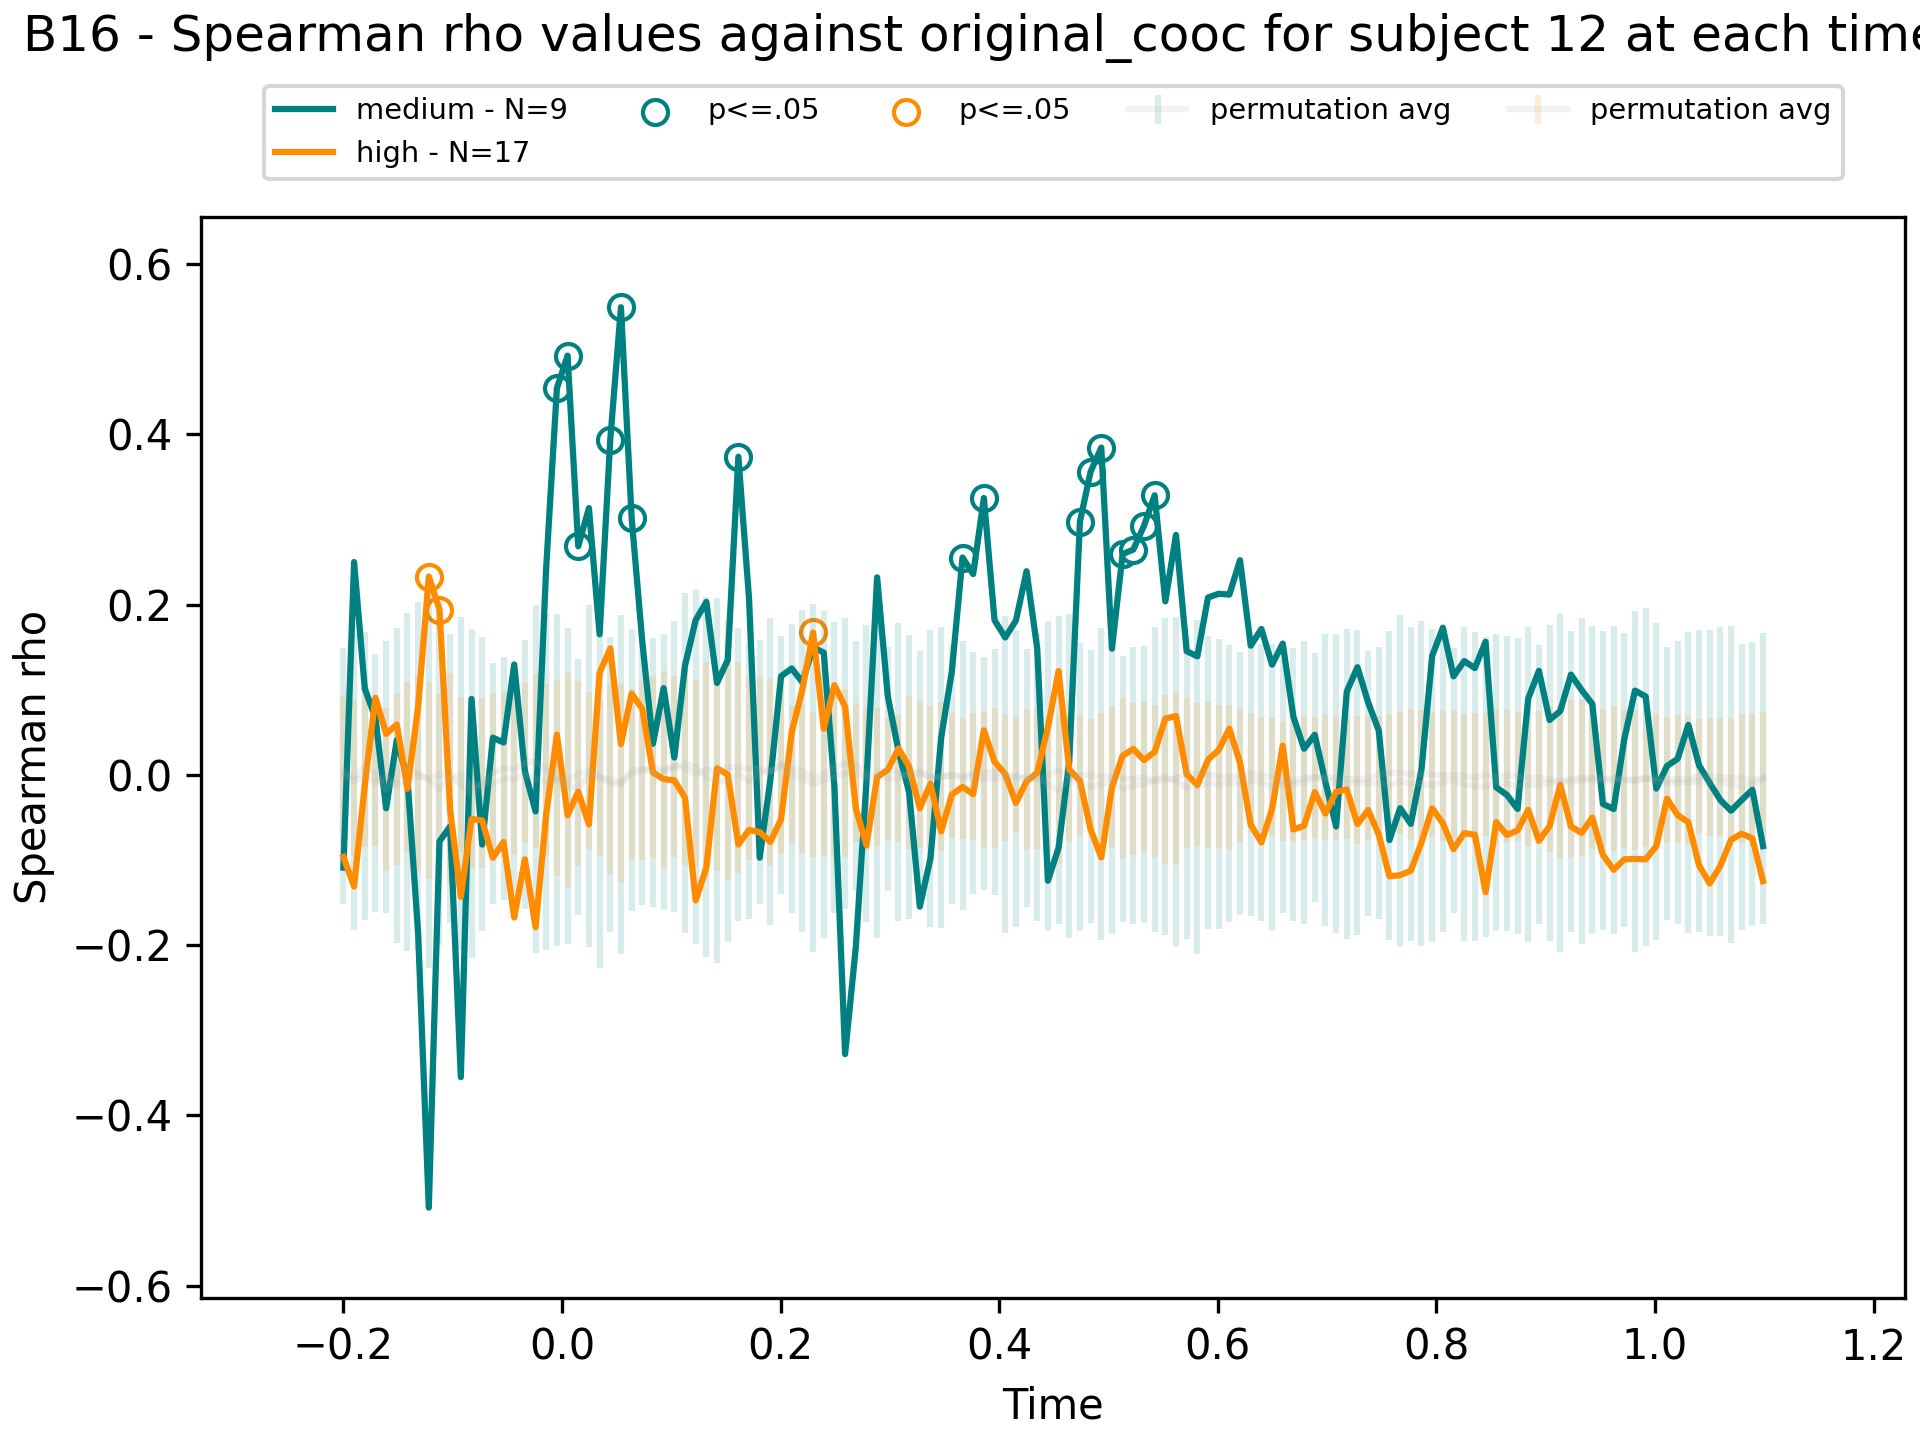 B16 - Spearman rho values against original_cooc for subject 12 at each time
medium - N=9
high - N=17
p<=.05
p<=.05
permutation avg
permutation avg
Spearman rho
0.6
0.4
0.2
0.0
−0.2
−0.4
−0.6
−0.2 0.0 0.2 0.4 0.6 0.8 1.0 1.2
Time